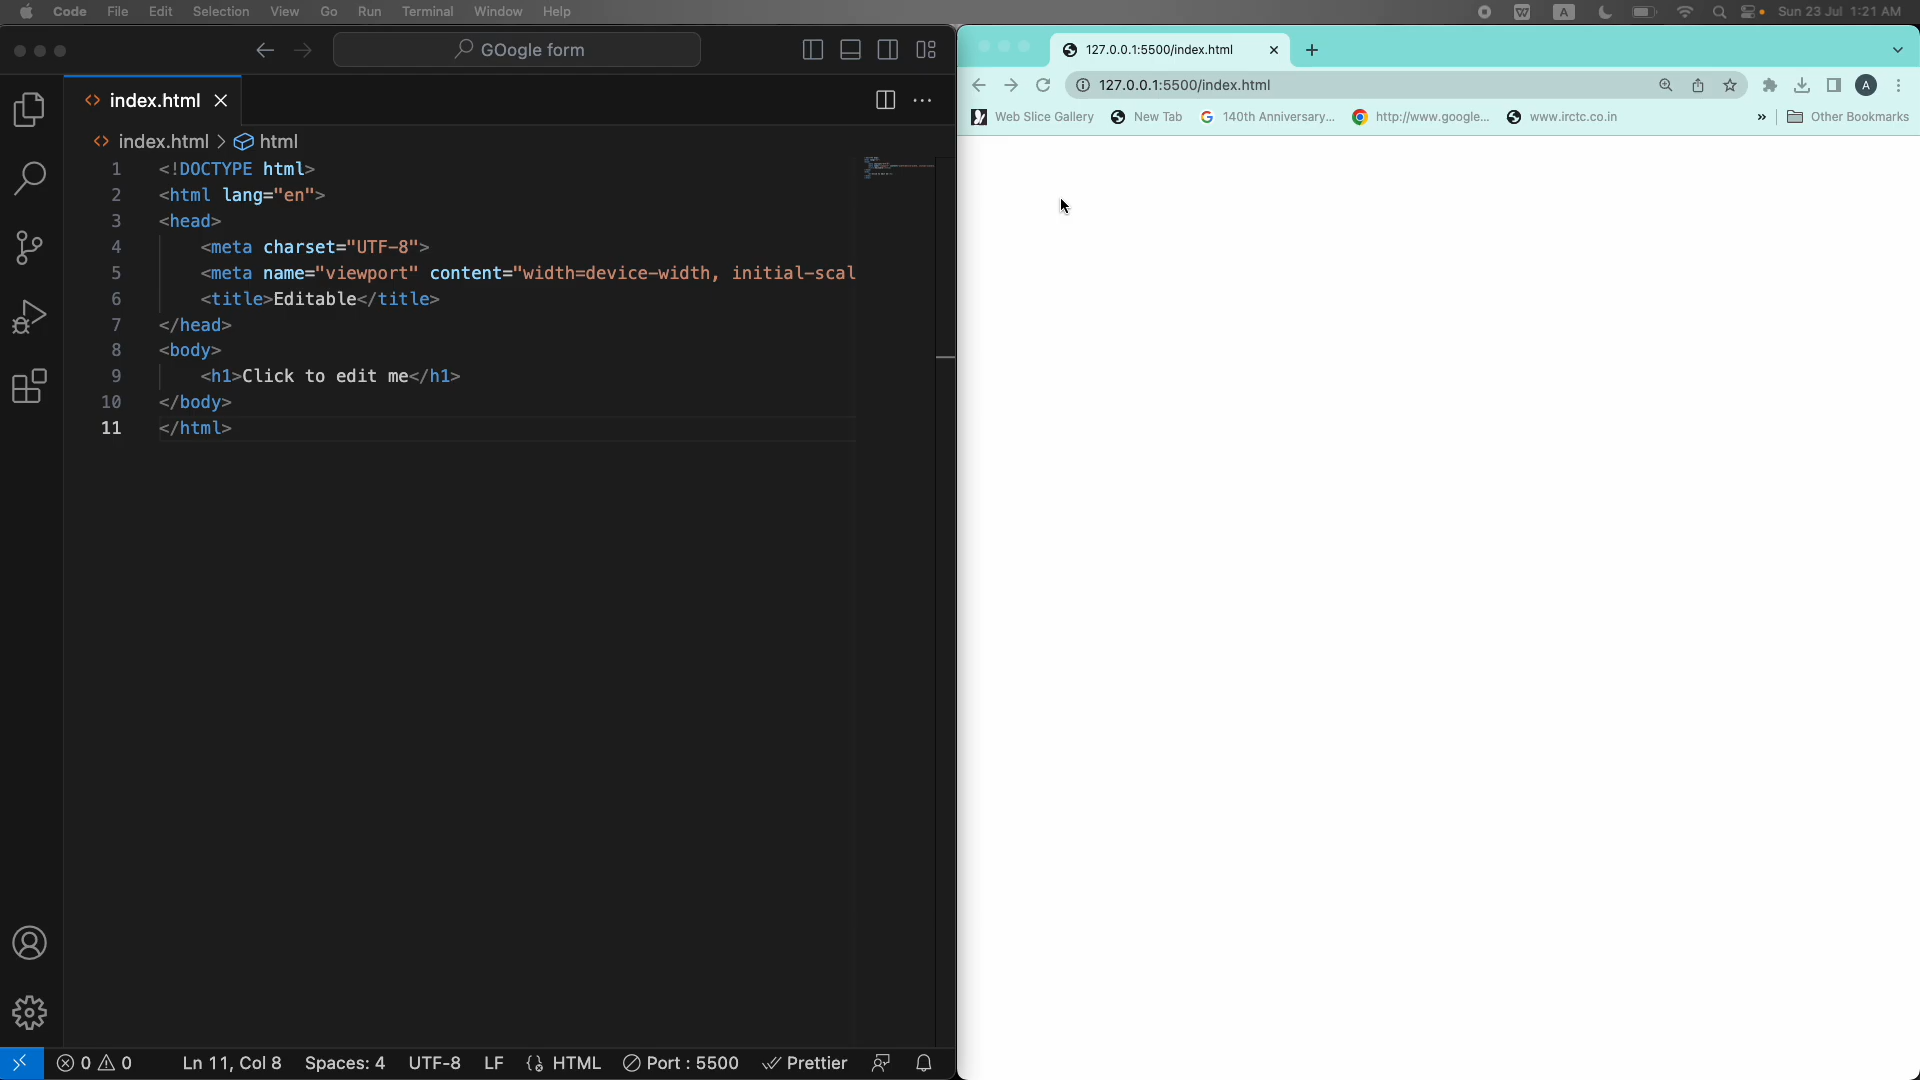 Code File Edit Selection View Go Run Terminal Window Help
A
Sun 23 Jul 1:21 AM
GOogle form
index.html
index.html > html
1 <!DOCTYPE html>
2 <html lang="en">
3 <head>
4 <meta charset="UTF-8">
5 <meta name="viewport" content="width=device-width, initial-scal
6 <title>Editable</title>
7 </head>
8 <body>
9 <h1>Click to edit me</h1>
10 </body>
11 </html>
0 0 Ln 11, Col 8 Spaces: 4 UTF-8 LF HTML Port : 5500 Prettier
127.0.0.1:5500/index.html
127.0.0.1:5500/index.html A
Web Slice Gallery New Tab 140th Anniversary... http://www.google... www.irctc.co.in » Other Bookmarks